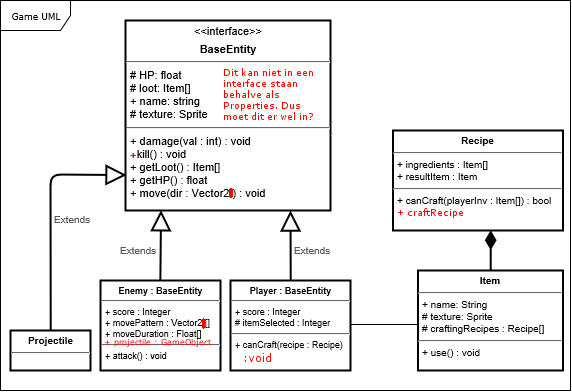 Game UML
<<interface>>
BaseEntity
# HP: float
# loot: Item[]
+ name: string
# texture: Sprite
Dit kan niet in een
interface staan
behalve als
Properties. Dus
moet dit er wel in?
+ damage(val : int) : void
+kill() : void
+ getLoot() : Item[]
+ getHP() : float
+ move(dir : Vector2) : void
Recipe
+ ingredients : Item[]
+ resultItem : Item
+ canCraft(playerInv : Item[]) : bool
+ craftRecipe
Extends
Extends
Extends
Enemy : BaseEntity
+ score : Integer
+ movePattern : Vector2[]
+ moveDuration : Float[]
+ projectile : GameObject
+ attack() : void
Player : BaseEntity
+ score : Integer
# itemSelected : Integer
+ canCraft(recipe : Recipe)
: void
Item
+ name: String
# texture: Sprite
# craftingRecipes : Recipe[]
+ use() : void
Projectile